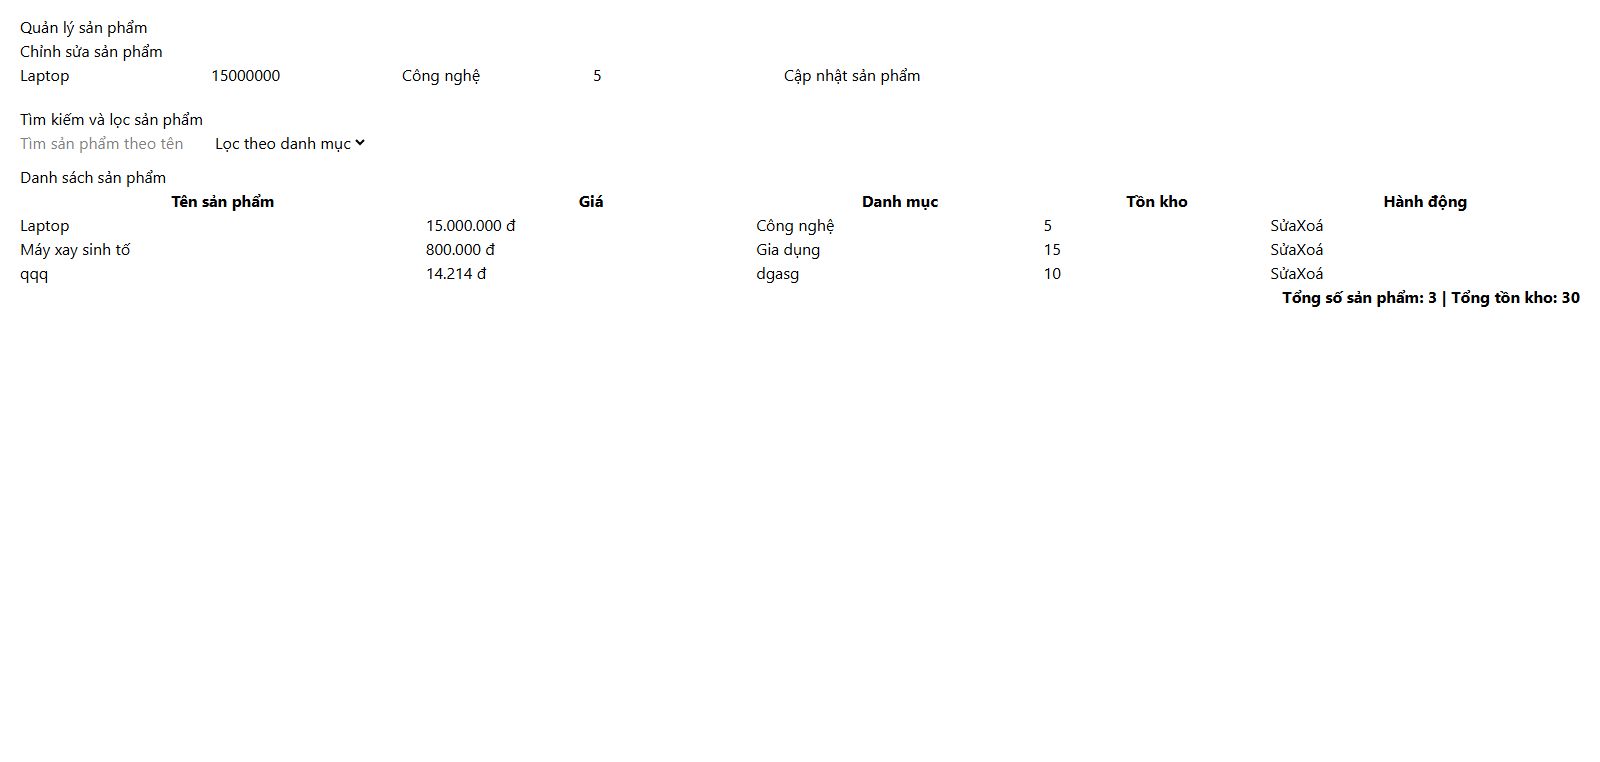 Quản lý sản phẩm
Chỉnh sửa sản phẩm
Laptop 15000000 Công nghệ 5 Cập nhật sản phẩm
Tìm kiếm và lọc sản phẩm
Tìm sản phẩm theo tên Lọc theo danh mục
Danh sách sản phẩm
Tên sản phẩm Giá Danh mục Tồn kho Hành động
Laptop 15.000.000 đ Công nghệ 5 SửaXoá
Máy xay sinh tố 800.000 đ Gia dụng 15 SửaXoá
qqq 14.214 đ dgasg 10 SửaXoá
Tổng số sản phẩm: 3 | Tổng tồn kho: 30